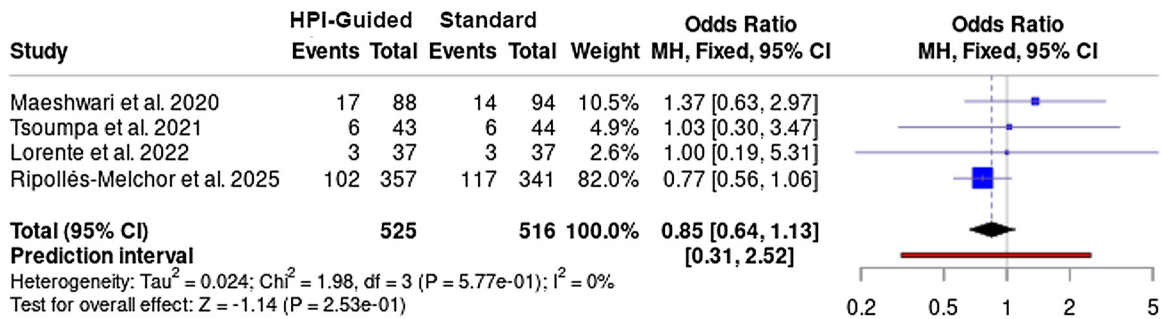 HPI-Guided Standard Odds Ratio Odds Ratio
Study Events Total Events Total Weight MH, Fixed, 95% CI MH, Fixed, 95% CI
Maeshwari et al. 2020 17 88 14 94 10.5% 1.37 [0.63, 2.97]
Tsoumpa et al. 2021 6 43 6 44 4.9% 1.03 [0.30, 3.47]
Lorente et al. 2022 3 37 3 37 2.6% 1.00 [0.19, 5.31]
Ripollés-Melchor et al. 2025 102 357 117 341 82.0% 0.77 [0.56, 1.06]
Total (95% CI) 525 516 100.0% 0.85 [0.64, 1.13]
Prediction interval [0.31, 2.52]
Heterogeneity: Tau² = 0.024; Chi² = 1.98, df = 3 (P = 5.77e-01); I² = 0%
Test for overall effect: Z = -1.14 (P = 2.53e-01)
0.2 0.5 1 2 5